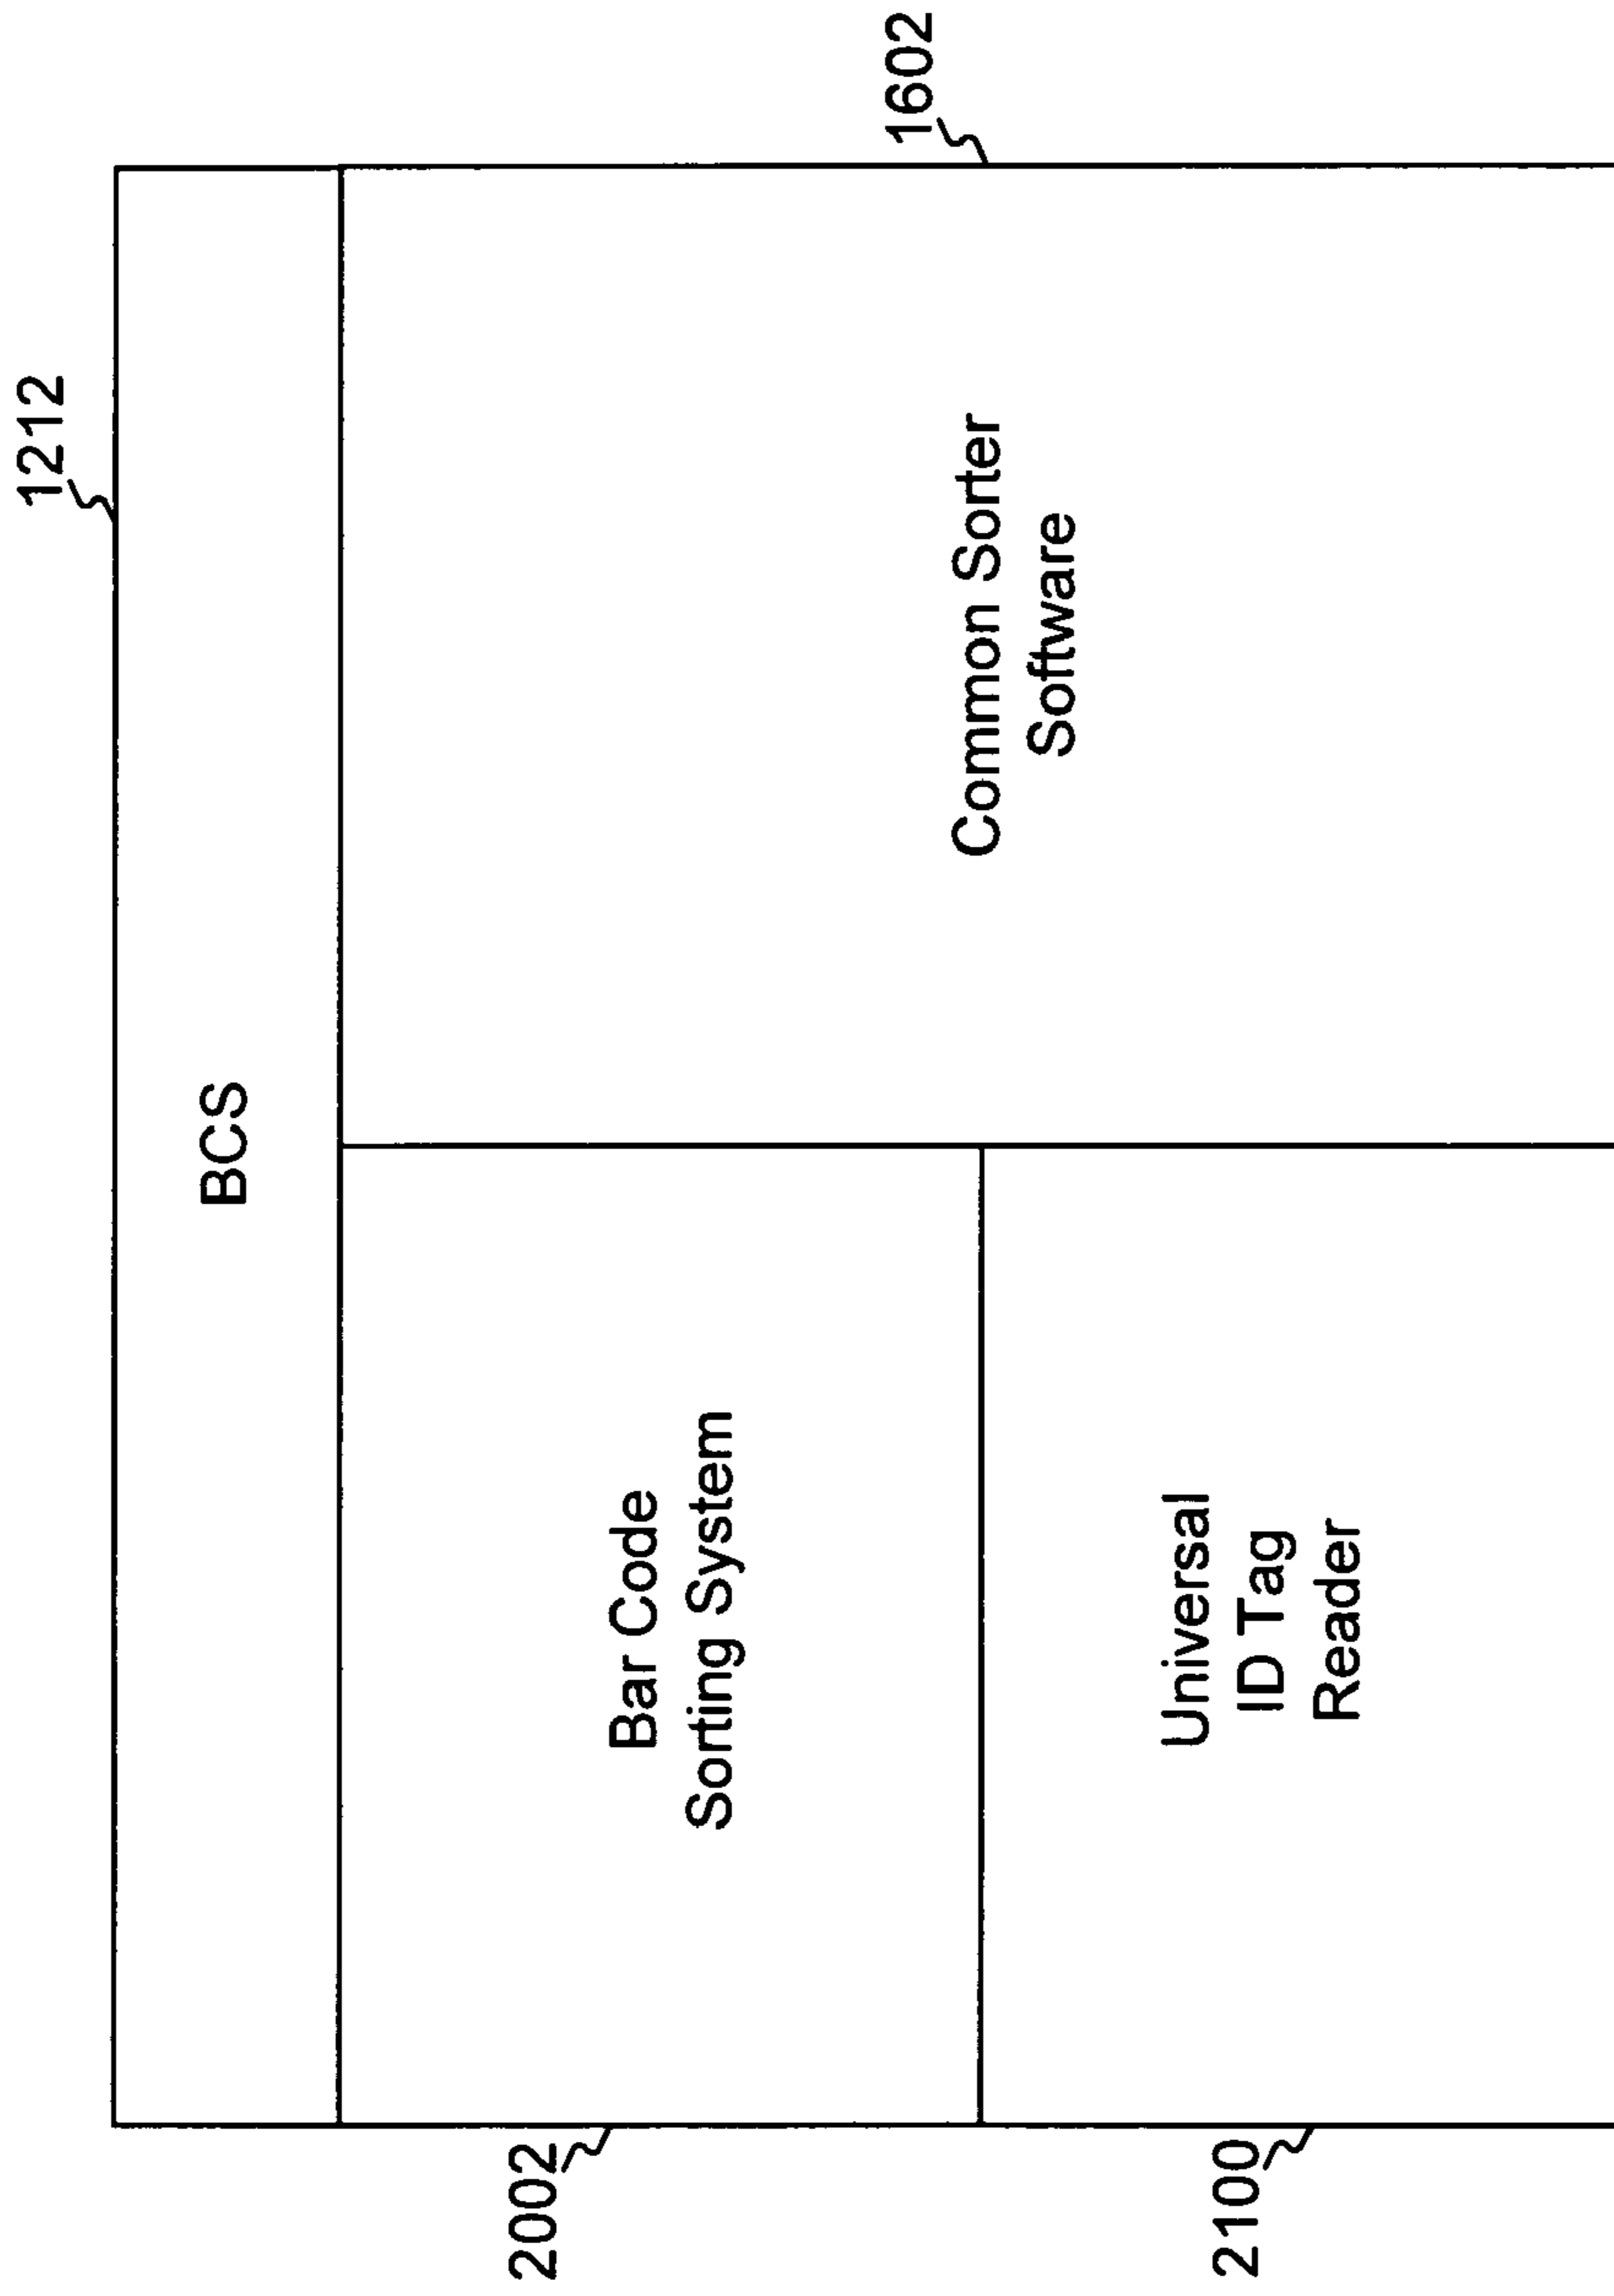 1212
BCS
2002
Bar Code
Sorting System
1602
Common Sorter
Software
2100
Universal
ID Tag
Reader